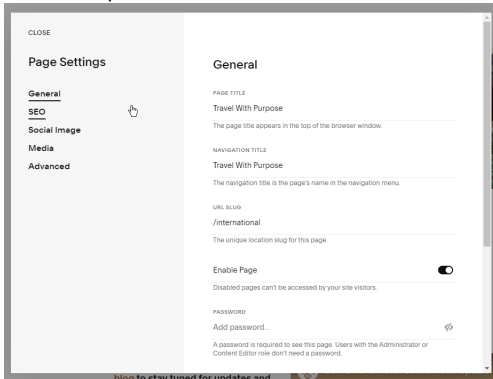 CLOSE
Page Settings
General
SEO
Social Image
Media
Advanced
General
PAGE TITLE
Travel With Purpose
The page title appears in the top of the browser window.
NAVIGATION TITLE
Travel With Purpose
The navigation title is the page's name in the navigation menu.
URL SLUG
/international
The unique location slug for this page.
Enable Page
Disabled pages can't be accessed by your site visitors.
PASSWORD
Add password...
A password is required to see this page. Users with the Administrator or
Content Editor role don't need a password.
blog to stay tuned for updates and